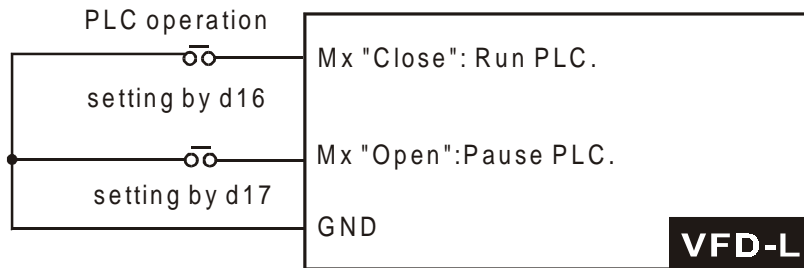 PLC operation
Mx "Close": Run PLC.
setting by d16
Mx "Open":Pause PLC.
setting by d17
GND
VFD-L